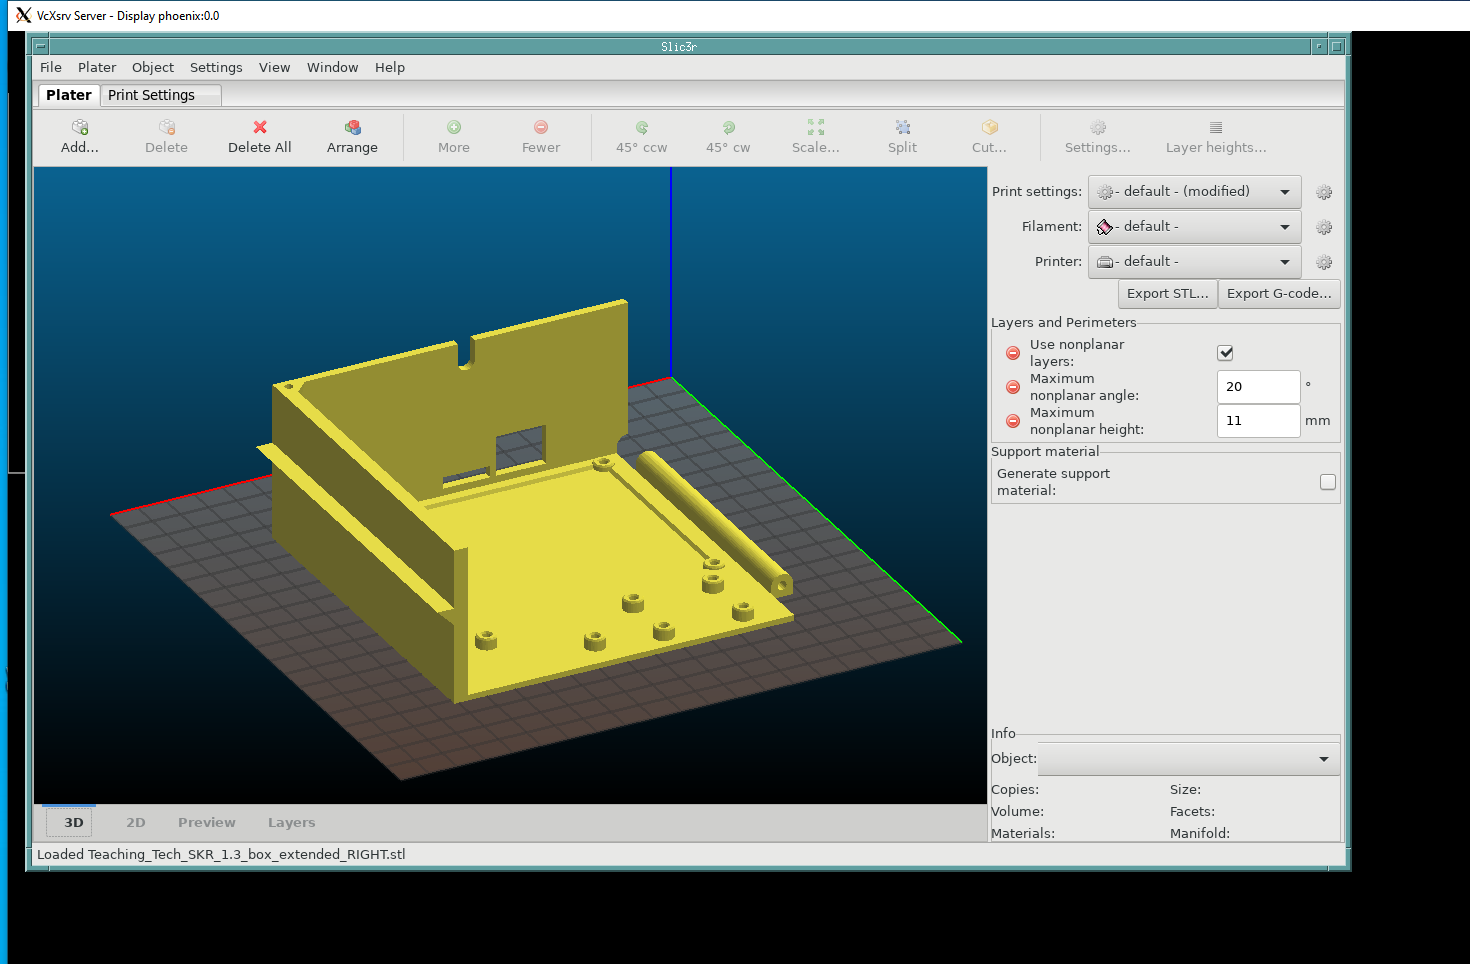 VcXsrv Server - Display phoenix:0.0
Slic3r
File Plater Object Settings View Window Help
Plater Print Settings
Add... Delete Delete All Arrange More Fewer 45° ccw 45° cw Scale... Split Cut... Settings... Layer heights...
Print settings: - default - (modified)
Filament: - default -
Printer: - default -
Export STL... Export G-code...
Layers and Perimeters
Use nonplanar
layers:
Maximum
nonplanar angle: 20 °
Maximum
nonplanar height: 11 mm
Support material
Generate support
material:
Info
Object:
Copies: Size:
Volume: Facets:
Materials: Manifold:
3D 2D Preview Layers
Loaded Teaching_Tech_SKR_1.3_box_extended_RIGHT.stl